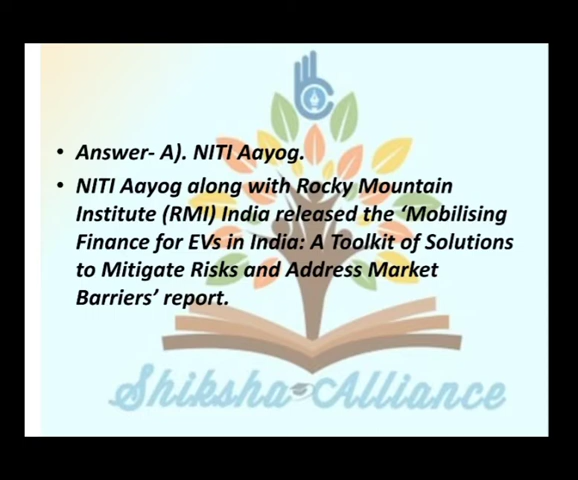 • Answer- A). NITI Aayog.
• NITI Aayog along with Rocky Mountain
Institute (RMI) India released the ‘Mobilising
Finance for EVs in India: A Toolkit of Solutions
to Mitigate Risks and Address Market
Barriers’ report.
Shiksha Alliance